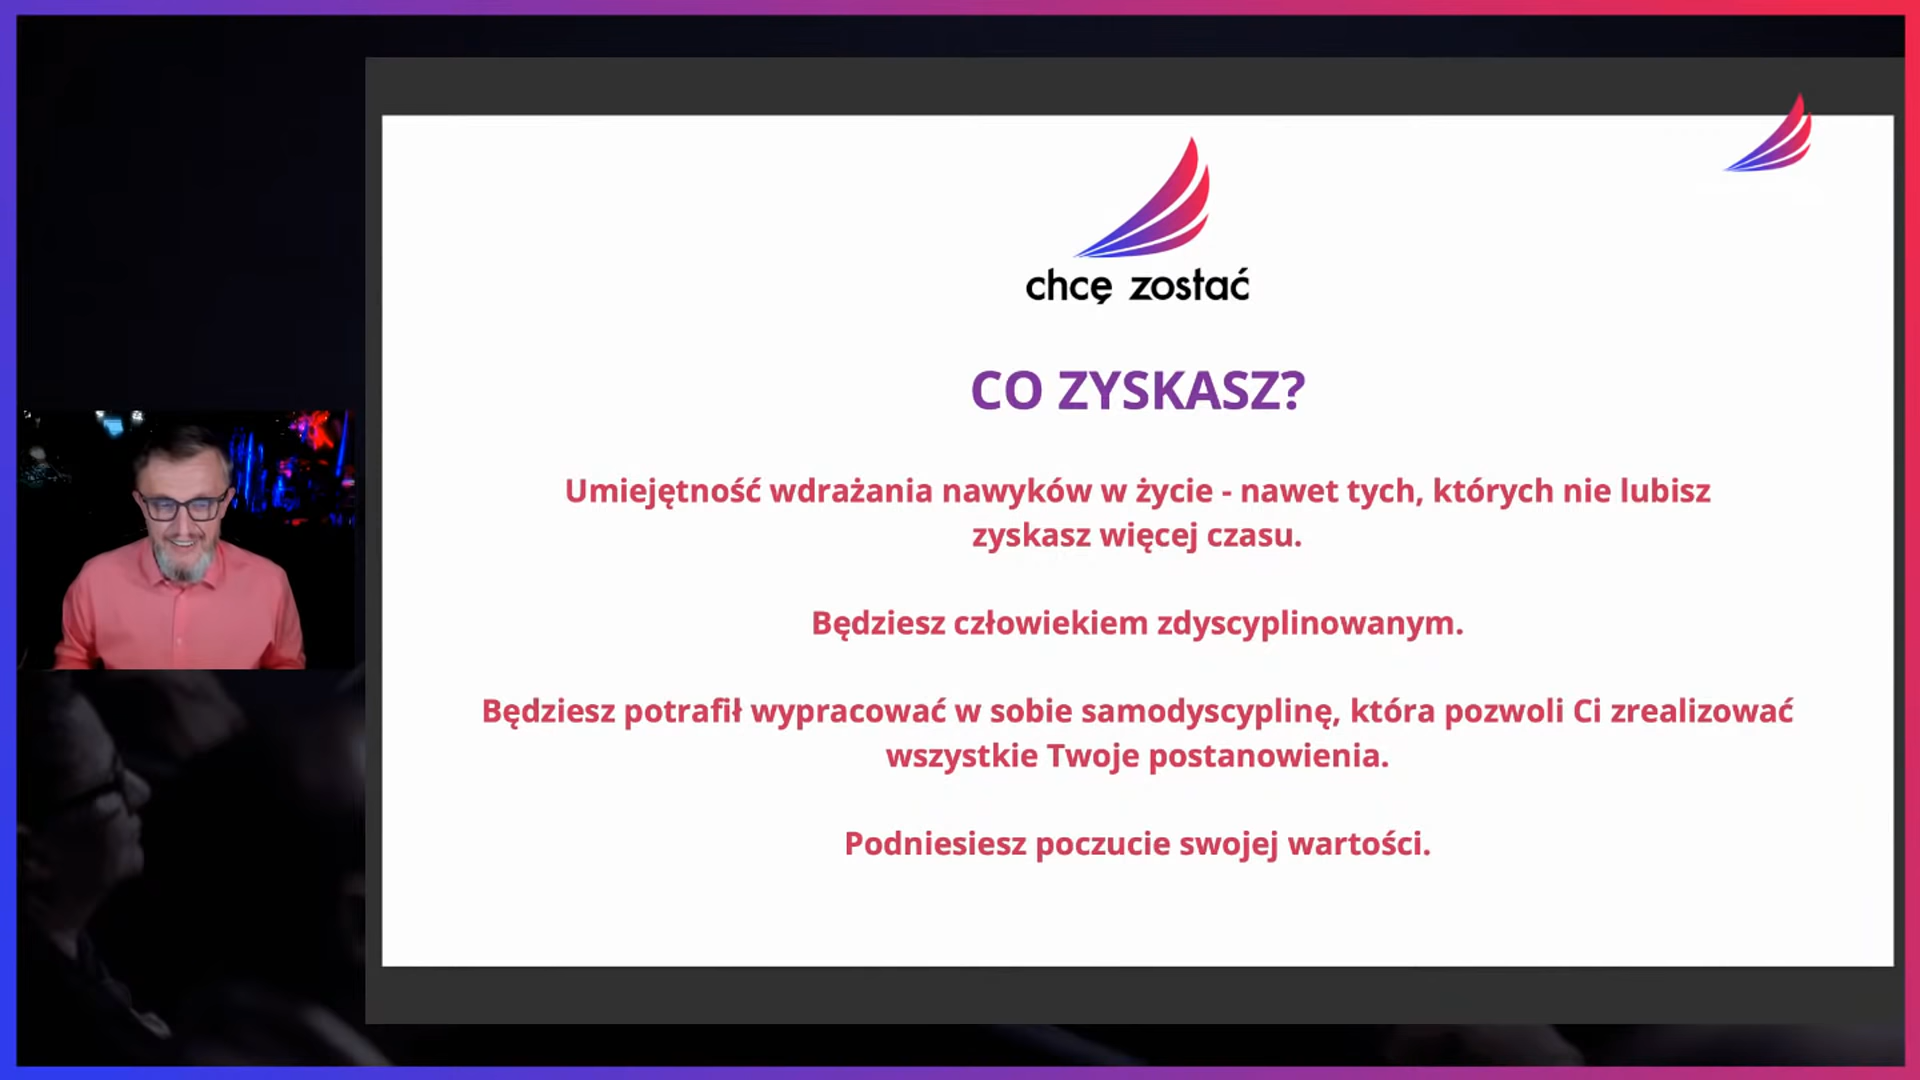 chcę zostać
CO ZYSKASZ?
Umiejętność wdrażania nawyków w życie - nawet tych, których nie lubisz
zyskasz więcej czasu.
Będziesz człowiekiem zdyscyplinowanym.
Będziesz potrafił wypracować w sobie samodyscyplinę, która pozwoli Ci zrealizować
wszystkie Twoje postanowienia.
Podniesiesz poczucie swojej wartości.